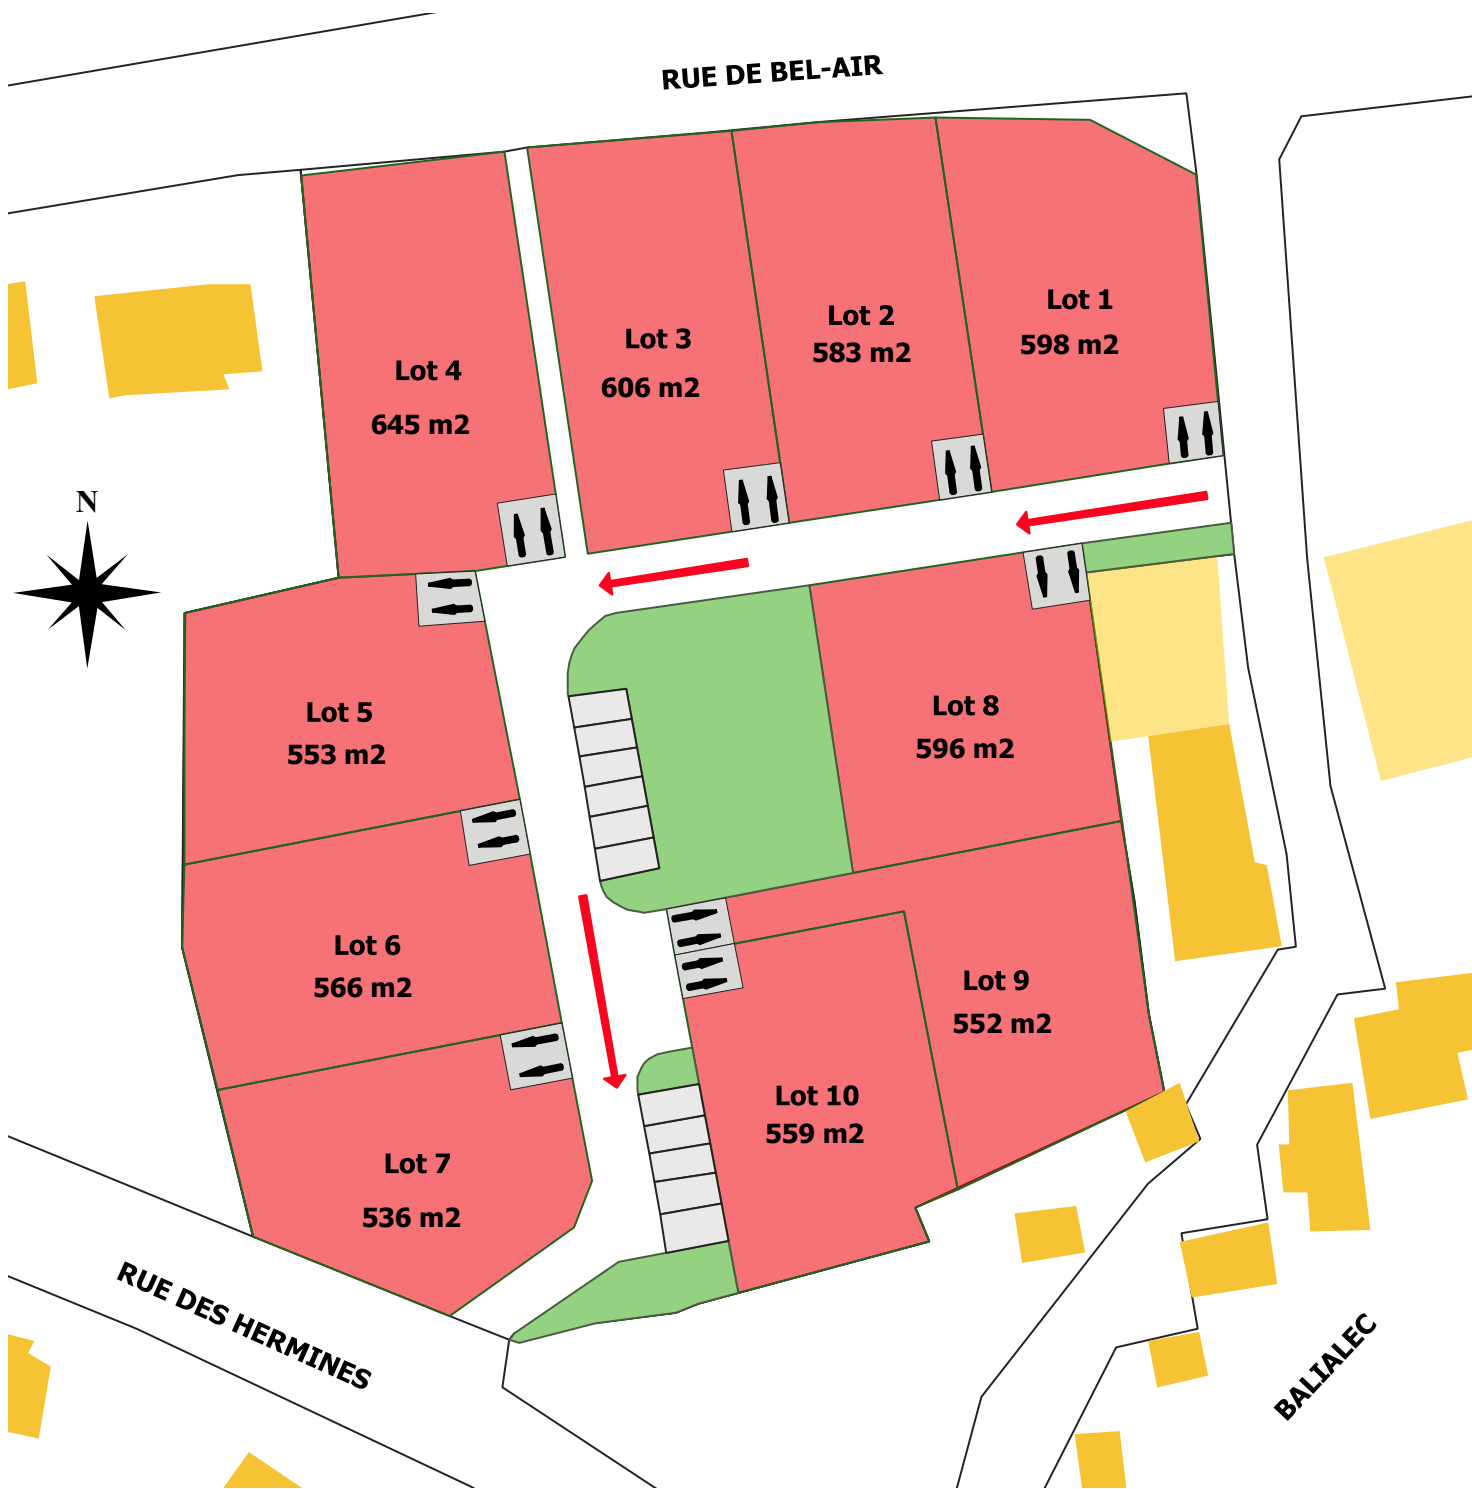 RUE DE BEL-AIR
Lot 1
598 m2
Lot 2
583 m2
Lot 3
606 m2
Lot 4
645 m2
N
Lot 5
553 m2
Lot 8
596 m2
Lot 6
566 m2
Lot 9
552 m2
Lot 10
559 m2
Lot 7
536 m2
RUE DES HERMINES
BALIALEC